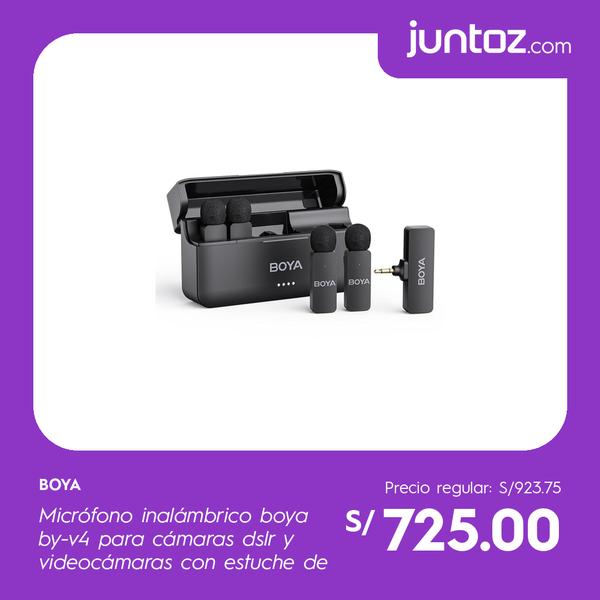 juntoz.com
BOYA
BOYA
BOYA
BOYA
BOYA
Precio regular: S/923.75
Micrófono inalámbrico boya
by-v4 para cámaras dslr y
videocámaras con estuche de
S/ 725.00